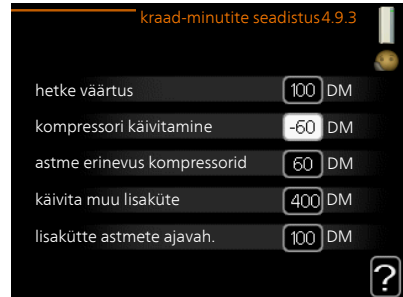 kraad-minutite seadistus 4.9.3
hetke väärtus 100 DM
kompressori käivitamine -60 DM
astme erinevus kompressorid 60 DM
käivita muu lisaküte 400 DM
lisakütte astmete ajavah. 100 DM
?